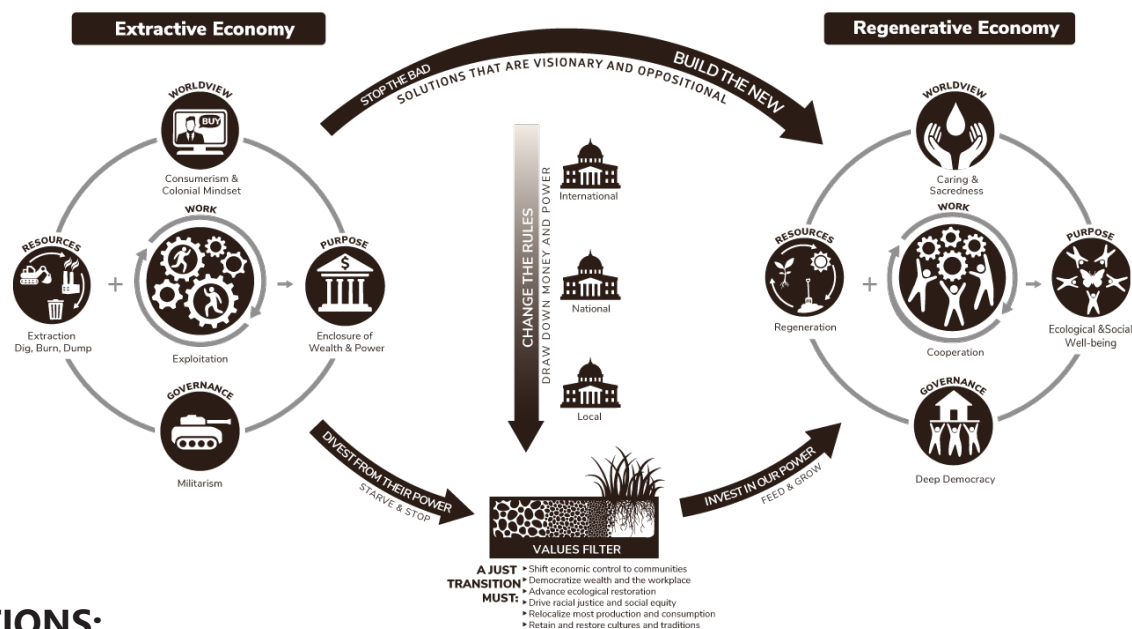 Extractive Economy
Regenerative Economy
STOP THE BAD
BUILD THE NEW
SOLUTIONS THAT ARE VISIONARY AND OPPOSITIONAL
WORLDVIEW
BUY
Consumerism &
Colonial Mindset
RESOURCES
Extraction
Dig, Burn, Dump
+
WORK
Exploitation
PURPOSE
$
Enclosure of
Wealth & Power
GOVERNANCE
Militarism
CHANGE THE RULES
DRAW DOWN MONEY AND POWER
International
National
Local
WORLDVIEW
Caring &
Sacredness
RESOURCES
Regeneration
+
WORK
Cooperation
PURPOSE
Ecological &Social
Well-being
GOVERNANCE
Deep Democracy
DIVEST FROM THEIR POWER
STARVE & STOP
INVEST IN OUR POWER
FEED & GROW
VALUES FILTER
A JUST
TRANSITION
MUST:
Shift economic control to communities
Democratize wealth and the workplace
Advance ecological restoration
Drive racial justice and social equity
Relocalize most production and consumption
Retain and restore cultures and traditions
TIONS: